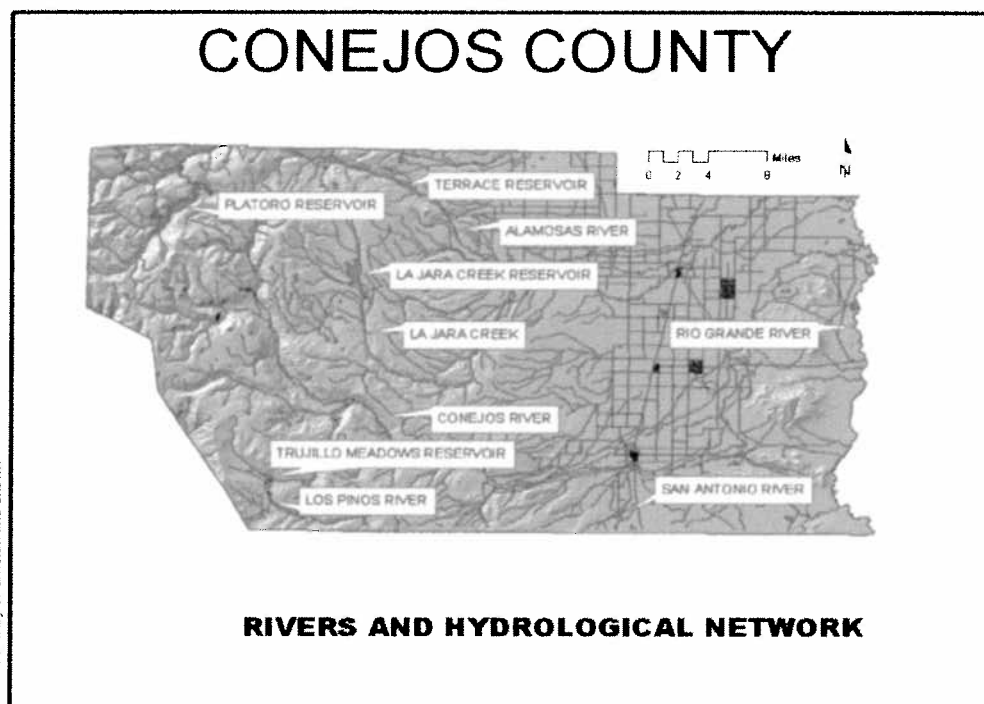 CONEJOS COUNTY
Miles
0 2 4 8
N
TERRACE RESERVOIR
PLATORO RESERVOIR
ALAMOSAS RIVER
LA JARA CREEK RESERVOIR
LA JARA CREEK
RIO GRANDE RIVER
CONEJOS RIVER
TRUJILLO MEADOWS RESERVOIR
SAN ANTONIO RIVER
LOS PINOS RIVER
RIVERS AND HYDROLOGICAL NETWORK